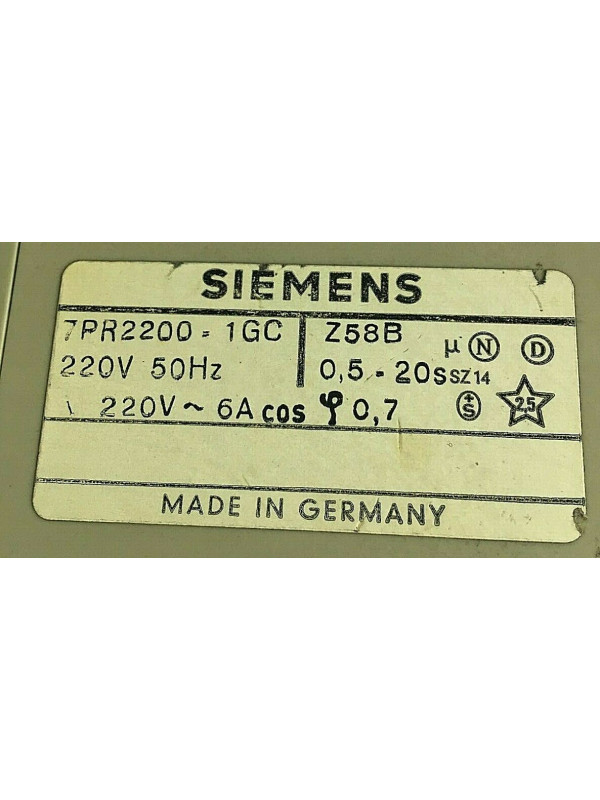 SIEMENS
7PR2200-1GC Z58B µ N D
220V 50Hz 0,5-20s SZ14
\ 220V~ 6A cos φ 0,7 +S 25
MADE IN GERMANY